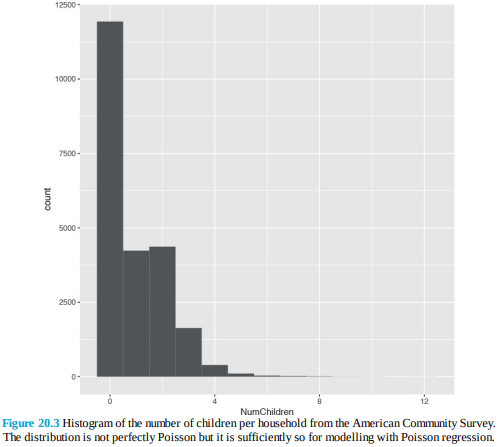 12500
10000
7500
5000
2500
0
count
0 4 8 12
NumChildren
Figure 20.3 Histogram of the number of children per household from the American Community Survey.
The distribution is not perfectly Poisson but it is sufficiently so for modelling with Poisson regression.